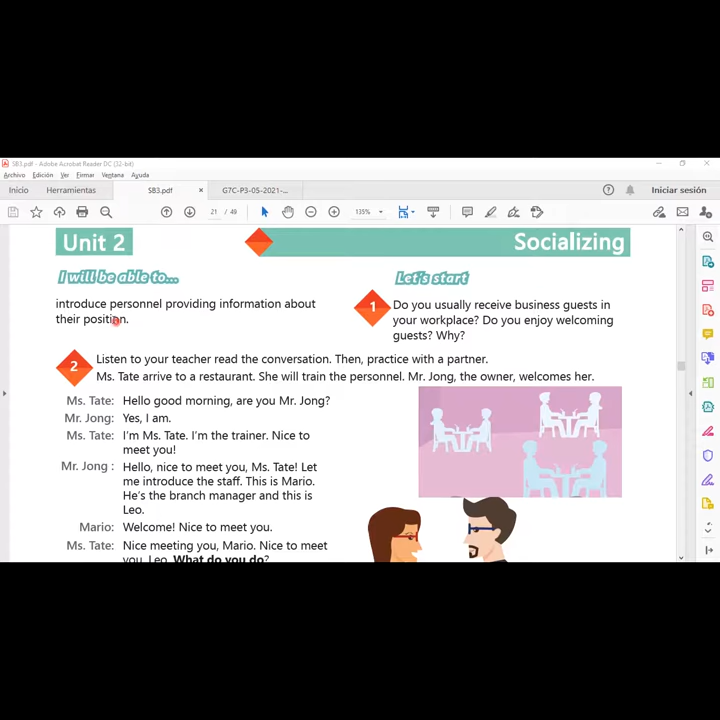 SB3.pdf - Adobe Acrobat Reader DC (32-bit)
Archivo Edición Ver Firmar Ventana Ayuda
Inicio Herramientas SB3.pdf × G7C-P3-05-2021-... Iniciar sesión
21 / 49 135%
Unit 2 Socializing
I will be able to...
introduce personnel providing information about
their position.
Let's start
1 Do you usually receive business guests in
your workplace? Do you enjoy welcoming
guests? Why?
2 Listen to your teacher read the conversation. Then, practice with a partner.
Ms. Tate arrive to a restaurant. She will train the personnel. Mr. Jong, the owner, welcomes her.
Ms. Tate: Hello good morning, are you Mr. Jong?
Mr. Jong: Yes, I am.
Ms. Tate: I'm Ms. Tate. I'm the trainer. Nice to
meet you!
Mr. Jong : Hello, nice to meet you, Ms. Tate! Let
me introduce the staff. This is Mario.
He's the branch manager and this is
Leo.
Mario: Welcome! Nice to meet you.
Ms. Tate: Nice meeting you, Mario. Nice to meet
you, Leo. What do you do?